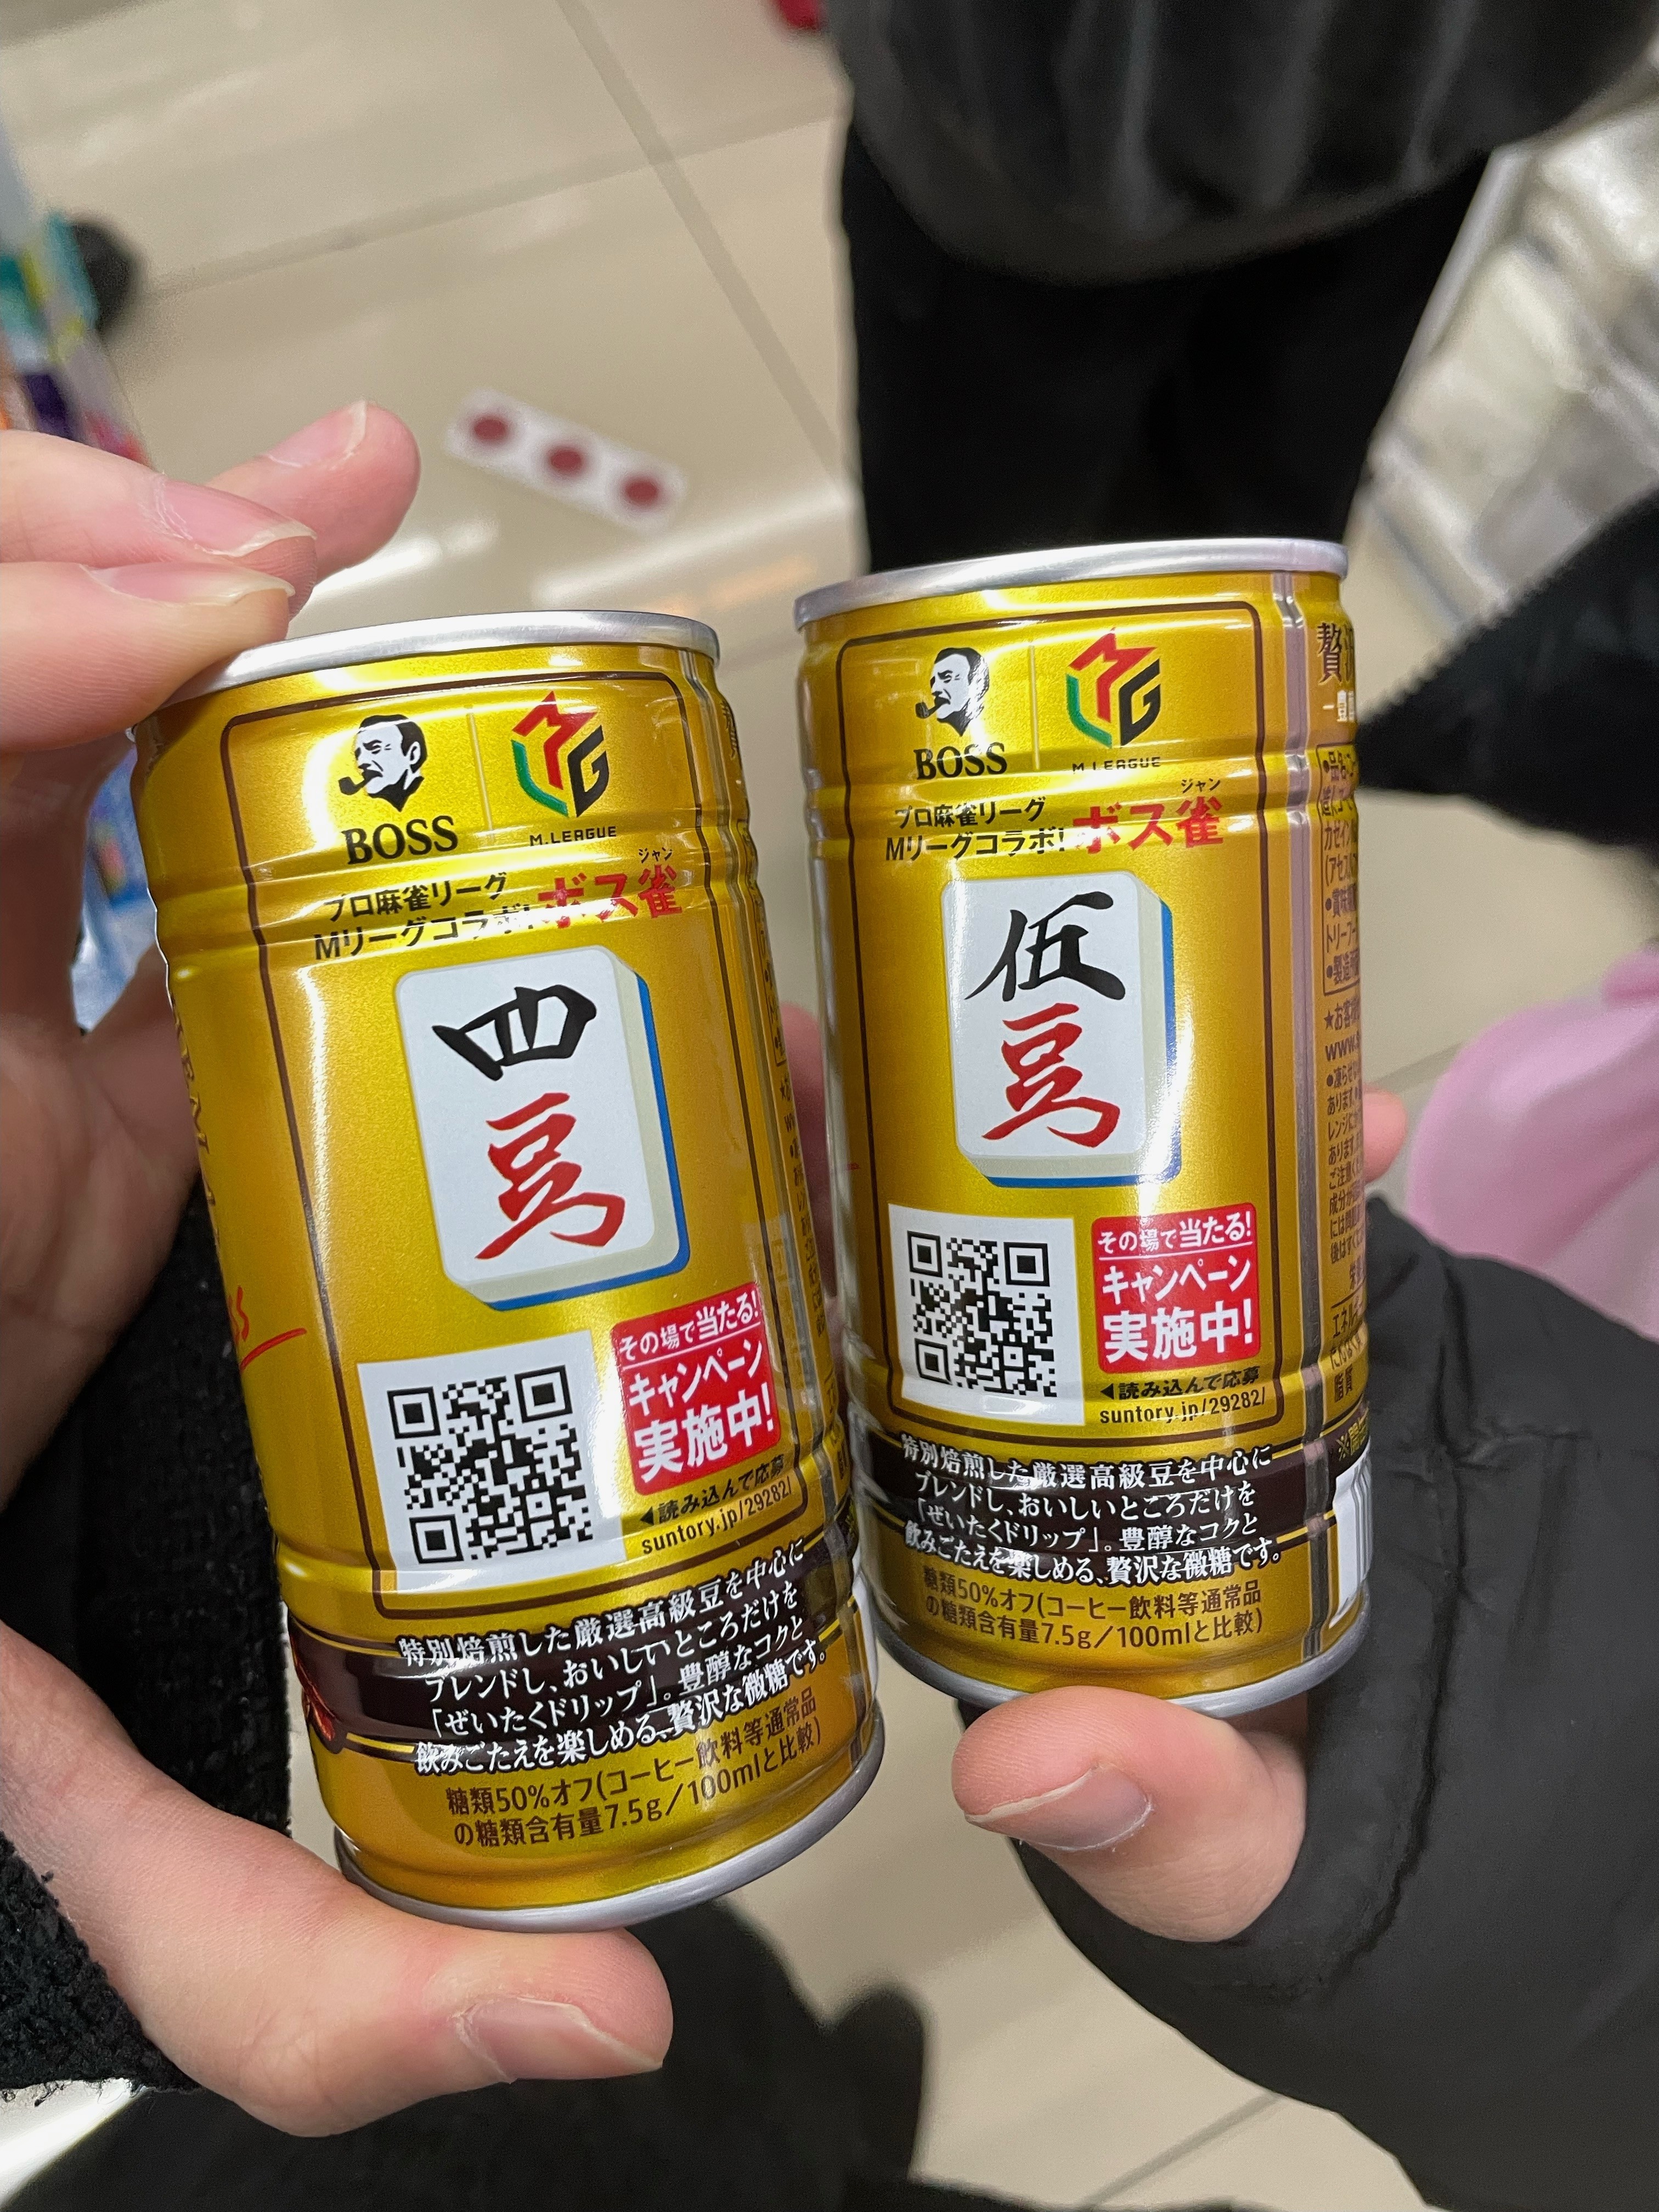 BOSS
M.LEAGUE
プロ麻雀リーグ
Mリーグコラボ!
ジャン
ボス雀
四
豆
その場で当たる!
キャンペーン
実施中!
◀読み込んで応募
suntory.jp/29282/
特別焙煎した厳選高級豆を中心に
ブレンドし、おいしいところだけを
「ぜいたくドリップ」。豊醇なコクと
飲みごたえを楽しめる、贅沢な微糖です。
糖類50%オフ(コーヒー飲料等通常品
の糖類含有量7.5g/100mlと比較)
BOSS
M.LEAGUE
プロ麻雀リーグ
Mリーグコラボ!
ジャン
ボス雀
伍
豆
その場で当たる!
キャンペーン
実施中!
◀読み込んで応募
suntory.jp/29282/
特別焙煎した厳選高級豆を中心に
ブレンドし、おいしいところだけを
「ぜいたくドリップ」。豊醇なコクと
飲みごたえを楽しめる、贅沢な微糖です。
糖類50%オフ(コーヒー飲料等通常品
の糖類含有量7.5g/100mlと比較)